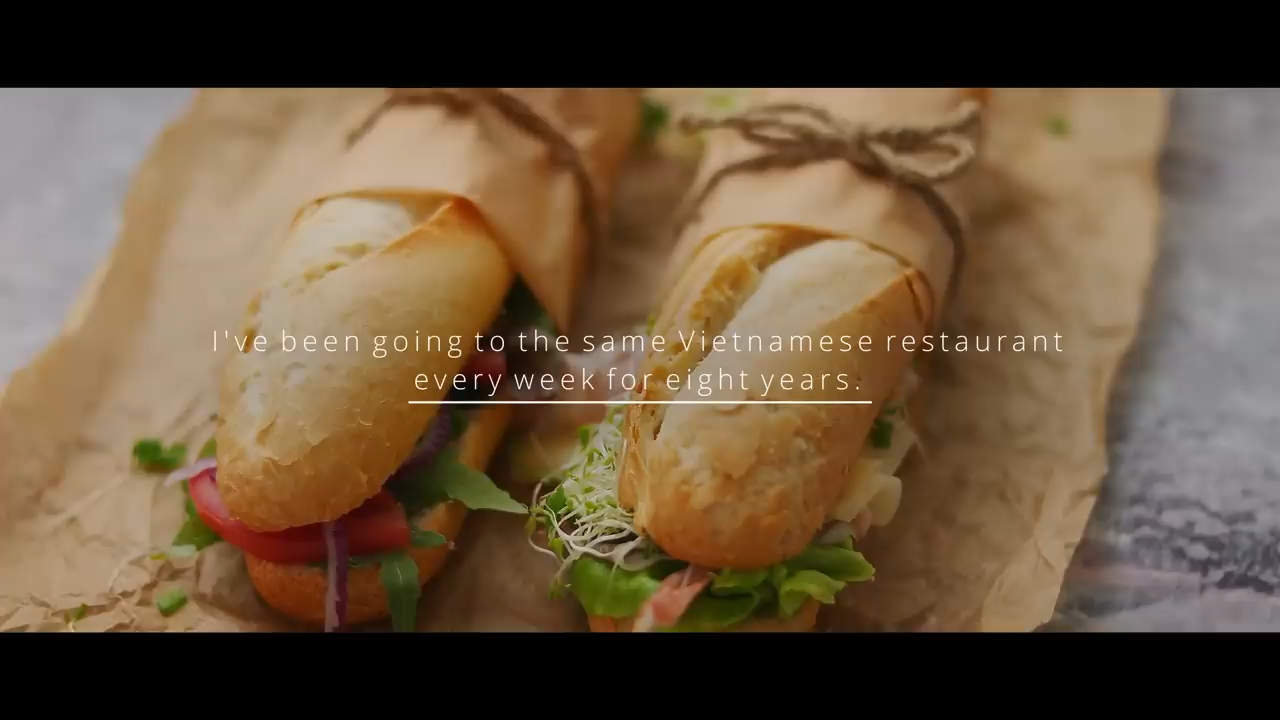 I've been going to the same Vietnamese restaurant
every week for eight years.